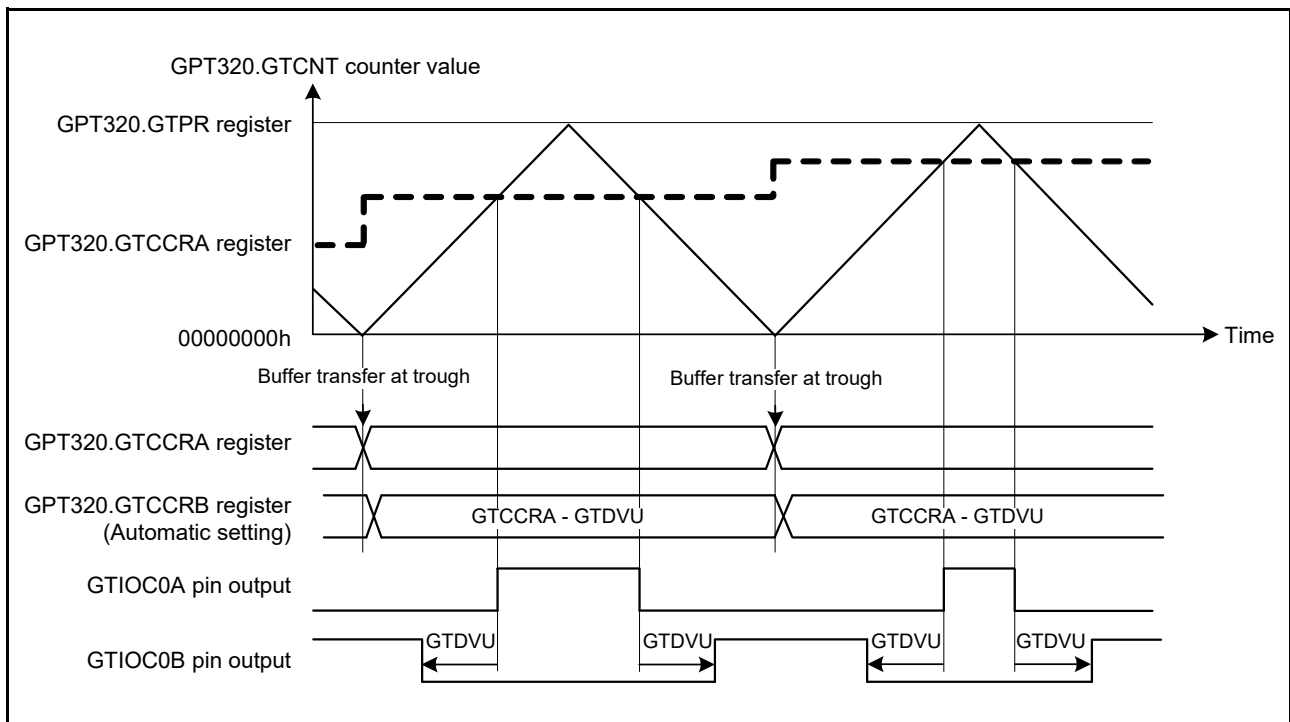 GPT320.GTCNT counter value
GPT320.GTPR register
GPT320.GTCCRA register
00000000h
Time
Buffer transfer at trough
Buffer transfer at trough
GPT320.GTCCRA register
GPT320.GTCCRB register
(Automatic setting)
GTCCRA - GTDVU
GTCCRA - GTDVU
GTIOC0A pin output
GTIOC0B pin output
GTDVU
GTDVU
GTDVU
GTDVU